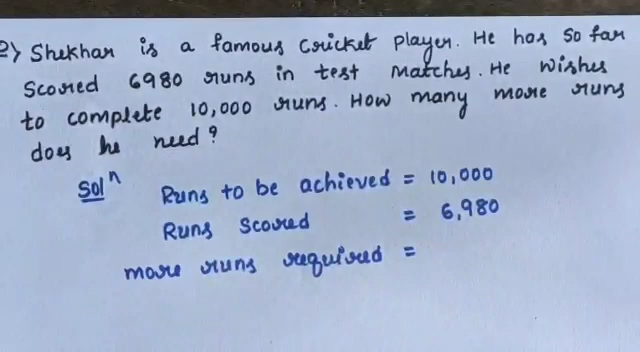 2) Shekhar is a famous cricket player. He has so far
scored 6980 runs in test matches. He wishes
to complete 10,000 runs. How many more runs
does he need?
Solⁿ Runs to be achieved = 10,000
Runs scored = 6,980
more runs required =